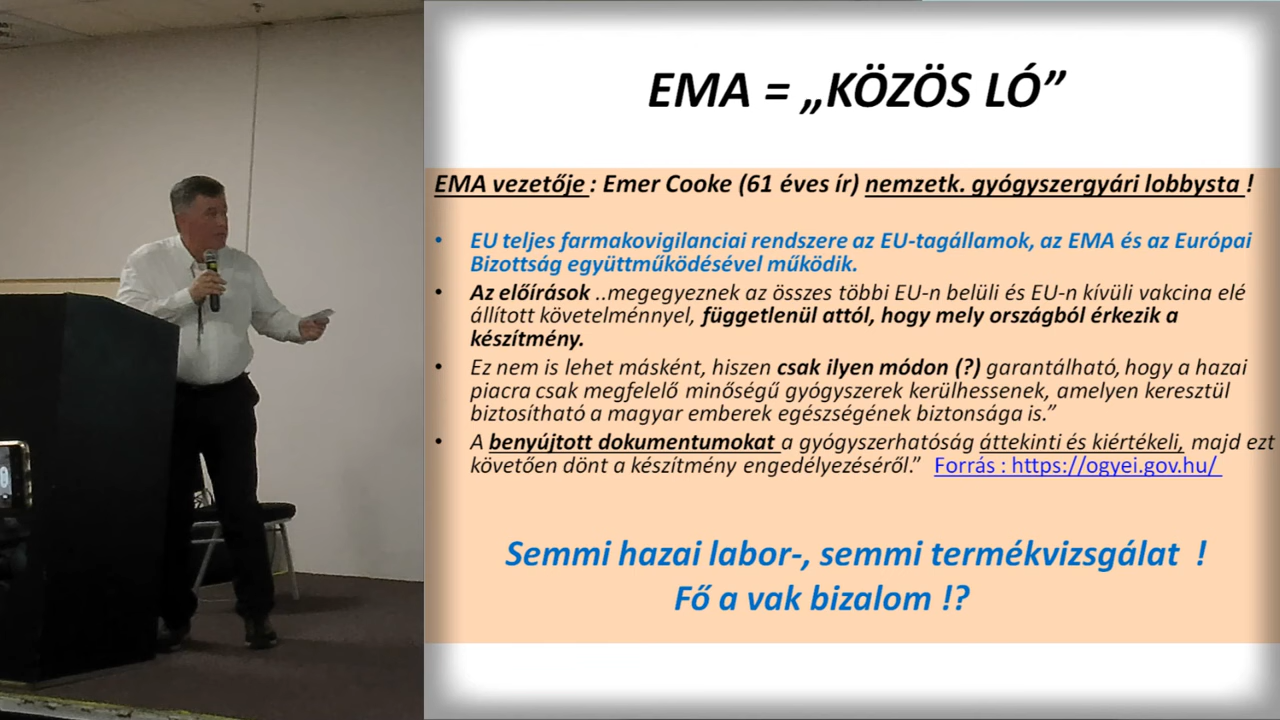 EMA = „KÖZÖS LÓ”
EMA vezetője : Emer Cooke (61 éves ír) nemzetk. gyógyszergyári lobbysta !
• EU teljes farmakovigilanciai rendszere az EU-tagállamok, az EMA és az Európai
Bizottság együttműködésével működik.
• Az előírások ..megegyeznek az összes többi EU-n belüli és EU-n kívüli vakcina elé
állított követelménnyel, függetlenül attól, hogy mely országból érkezik a
készítmény.
• Ez nem is lehet másként, hiszen csak ilyen módon (?) garantálható, hogy a hazai
piacra csak megfelelő minőségű gyógyszerek kerülhessenek, amelyen keresztül
biztosítható a magyar emberek egészségének biztonsága is.”
• A benyújtott dokumentumokat a gyógyszerhatóság áttekinti és kiértékeli, majd ezt
követően dönt a készítmény engedélyezéséről.” Forrás : https://ogyei.gov.hu/
Semmi hazai labor-, semmi termékvizsgálat !
Fő a vak bizalom !?